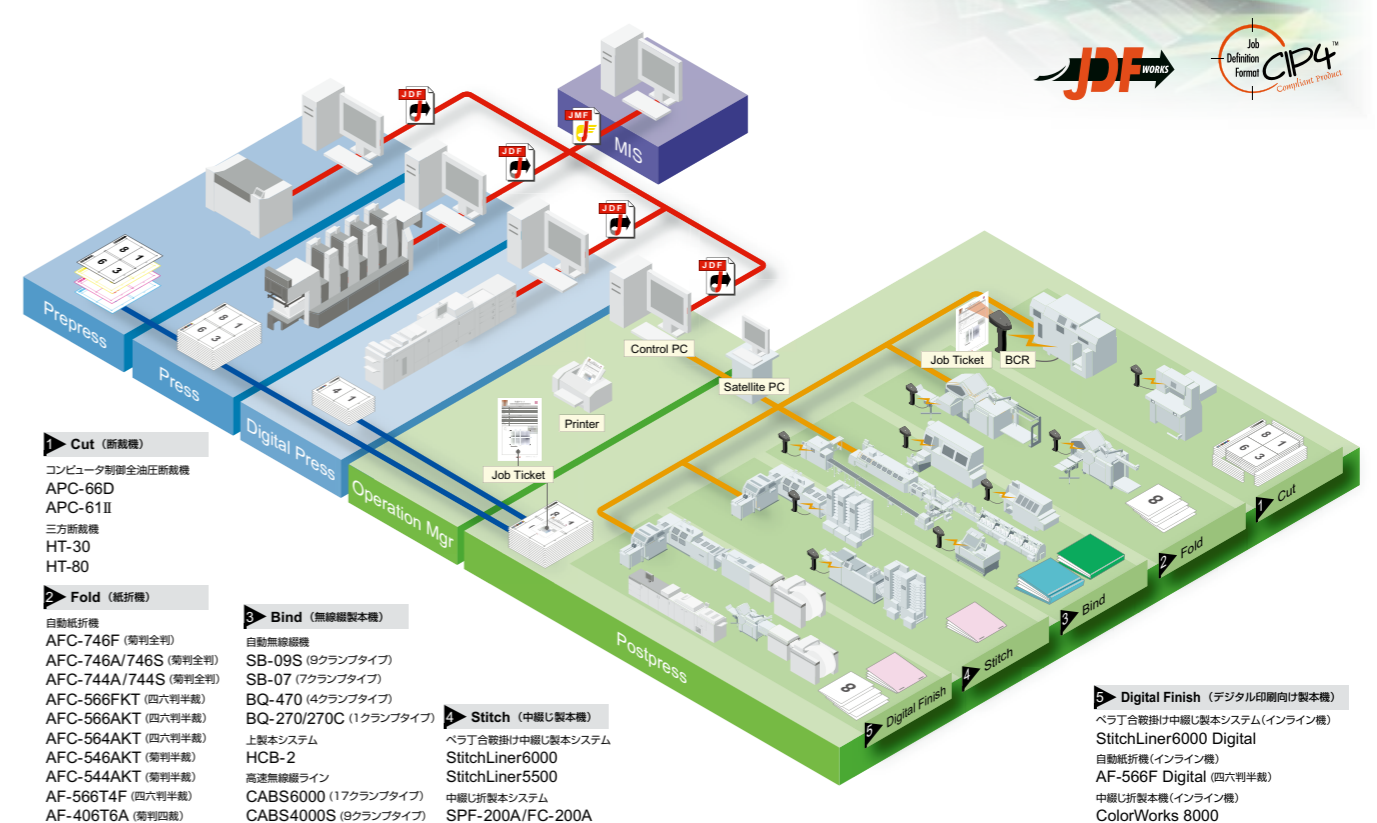 JDF WORKS
Job
Definition
Format
CIP4™
Compliant Product
JDF
JMF
MIS
JDF
JDF
JDF
Prepress
Press
Digital Press
Operation Mgr
Postpress
8 1
6 3
8 1
6 3
4 1
Control PC
Satellite PC
Printer
Job Ticket
Job Ticket
BCR
8 1
6 3
8
8
1 Cut
2 Fold
3 Bind
4 Stitch
5 Digital Finish
1 Cut（断裁機）
コンピュータ制御全油圧断裁機
APC-66D
APC-61Ⅱ
三方断裁機
HT-30
HT-80
2 Fold（紙折機）
自動紙折機
AFC-746F（菊判全判）
AFC-746A/746S（菊判全判）
AFC-744A/744S（菊判全判）
AFC-566FKT（四六判半裁）
AFC-566AKT（四六判半裁）
AFC-564AKT（四六判半裁）
AFC-546AKT（菊判半裁）
AFC-544AKT（菊判半裁）
AF-566T4F（四六判半裁）
AF-406T6A（菊判四裁）
3 Bind（無線綴製本機）
自動無線綴機
SB-09S（9クランプタイプ）
SB-07（7クランプタイプ）
BQ-470（4クランプタイプ）
BQ-270/270C（1クランプタイプ）
上製本システム
HCB-2
高速無線綴ライン
CABS6000（17クランプタイプ）
CABS4000S（9クランプタイプ）
4 Stitch（中綴じ製本機）
ペラ丁合鞍掛け中綴じ製本システム
StitchLiner6000
StitchLiner5500
中綴じ折製本システム
SPF-200A/FC-200A
5 Digital Finish（デジタル印刷向け製本機）
ペラ丁合鞍掛け中綴じ製本システム（インライン機）
StitchLiner6000 Digital
自動紙折機（インライン機）
AF-566F Digital（四六判半裁）
中綴じ折製本機（インライン機）
ColorWorks 8000